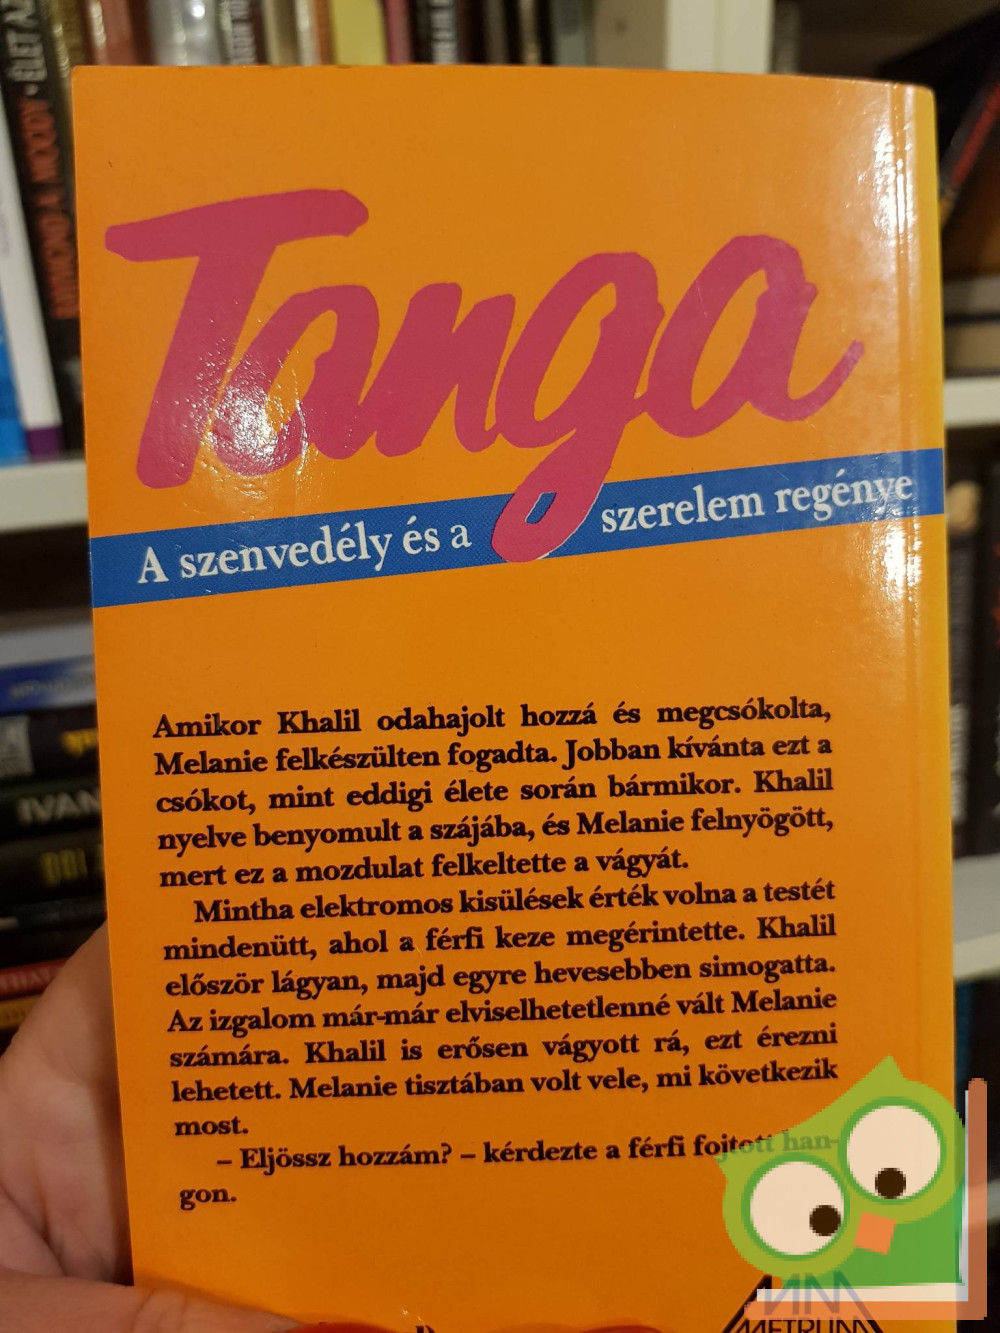 RAYMOND A. MOODY • ÉLET A
Tanga
A szenvedély és a szerelem regénye
IVAN
Amikor Khalil odahajolt hozzá és megcsókolta,
Melanie felkészülten fogadta. Jobban kívánta ezt a
csókot, mint eddigi élete során bármikor. Khalil
nyelve benyomult a szájába, és Melanie felnyögött,
mert ez a mozdulat felkeltette a vágyát.
Mintha elektromos kisülések érték volna a testét
mindenütt, ahol a férfi keze megérintette. Khalil
először lágyan, majd egyre hevesebben simogatta.
Az izgalom már-már elviselhetetlenné vált Melanie
számára. Khalil is erősen vágyott rá, ezt érezni
lehetett. Melanie tisztában volt vele, mi következik
most.
– Eljössz hozzám? – kérdezte a férfi fojtott han-
gon.
METRUM